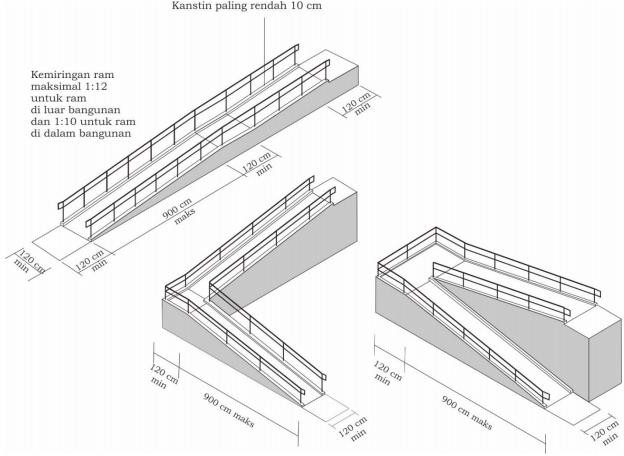 Kanstin paling rendah 10 cm
Kemiringan ram
maksimal 1:12
untuk ram
di luar bangunan
dan 1:10 untuk ram
di dalam bangunan
120 cm
min
120 cm
min
900 cm
maks
120 cm
min
120 cm
min
120 cm
min
900 cm maks
120 cm
min
120 cm
min
900 cm maks
120 cm
min